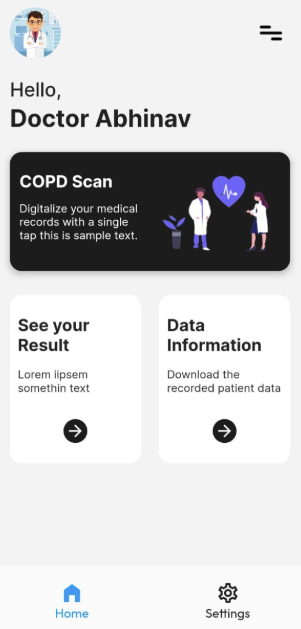 Hello,
Doctor Abhinav
COPD Scan
Digitalize your medical
records with a single
tap this is sample text.
See your
Result
Lorem iipsem
somethin text
Data
Information
Download the
recorded patient data
Home
Settings